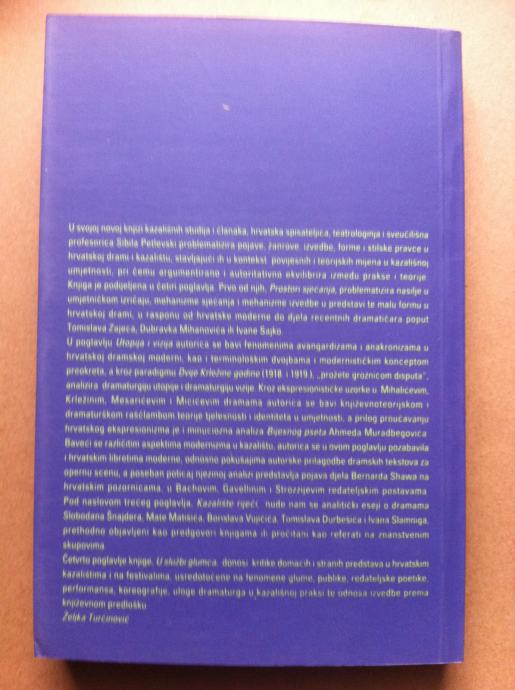 U svojoj novoj knjizi kazališnih studija i članaka, hrvatska spisateljica, teatrologinja i sveučilišna
profesorica Sibila Petlevski problematizira pojave, žanrove, izvedbe, forme i stilske pravce u
hrvatskoj drami i kazalištu, stavljajući ih u kontekst povijesnih i teorijskih mijena u kazališnoj
umjetnosti, pri čemu argumentirano i autoritativno ekvilibrira između prakse i teorije.
Knjiga je podijeljena u četiri poglavlja. Prvo od njih, Prostori sjećanja, problematizira nasilje u
umjetničkom izričaju, mehanizme sjećanja i mehanizme izvedbe u predstavi te malu formu u
hrvatskoj drami, u rasponu od hrvatske moderne do djela recentnih dramatičara poput
Tomislava Zajeca, Dubravka Mihanovića ili Ivane Sajko.
U poglavlju Utopija i vizija autorica se bavi fenomenima avangardizama i anakronizama u
hrvatskoj dramskoj moderni, kao i terminološkim dvojbama i modernističkim konceptom
preokreta, a kroz paradigmu Dvije Krležine godine (1918. i 1919.), „prožete groznicom disputa",
analizira dramaturgiju utopije i dramaturgiju vizije. Kroz ekspresionističke uzorke u Mihalićevim,
Krležinim, Mesarićevim i Micićevim dramama autorica se bavi književnoteorijskom i
dramaturškom raščlambom teorije tjelesnosti i identiteta u umjetnosti, a prilog proučavanju
hrvatskog ekspresionizma je i minuciozna analiza Bijesnog pseta Ahmeda Muradbegovića.
Baveći se različitim aspektima modernizma u kazalištu, autorica se u ovom poglavlju pozabavila
i hrvatskim libretima moderne, odnosno pokušajima autorske prilagodbe dramskih tekstova za
opernu scenu, a poseban poticaj njezinoj analizi predstavlja pojava djela Bernarda Shawa na
hrvatskim pozornicama, u Bachovim, Gavellinim i Strozzijevim redateljskim postavama.
Pod naslovom trećeg poglavlja, Kazalište riječi, nude nam se analitički eseji o dramama
Slobodana Šnajdera, Mate Matišića, Borislava Vujčića, Tomislava Durbešića i Ivana Slamniga,
prethodno objavljeni kao predgovori knjigama ili pročitani kao referati na znanstvenim
skupovima.
Četvrto poglavlje knjige, U službi glumca, donosi kritike domaćih i stranih predstava u hrvatskim
kazalištima i na festivalima, usredotočene na fenomene glume, publike, redateljske poetike,
performansa, koreografije, uloge dramaturga u kazališnoj praksi te odnosa izvedbe prema
književnom predlošku.
Željka Turčinović